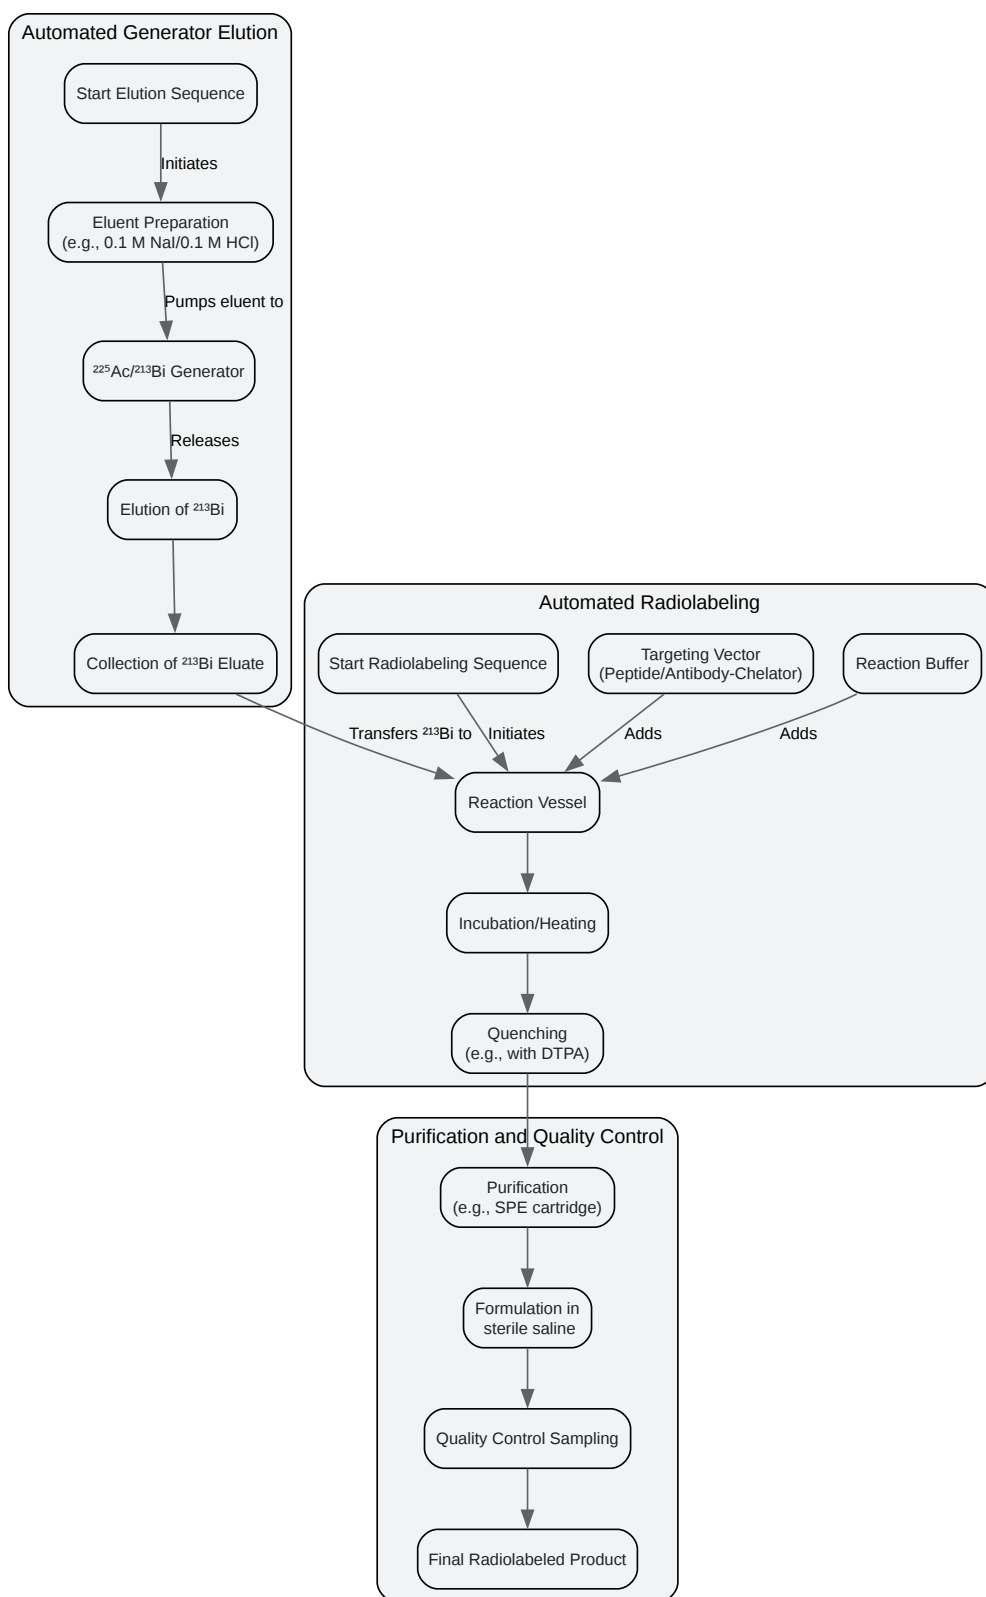 Automated Generator Elution
Start Elution Sequence
Initiates
Eluent Preparation
(e.g., 0.1 M NaI/0.1 M HCl)
Pumps eluent to
²²⁵Ac/²¹³Bi Generator
Releases
Elution of ²¹³Bi
Collection of ²¹³Bi Eluate
Automated Radiolabeling
Start Radiolabeling Sequence
Targeting Vector
(Peptide/Antibody-Chelator)
Reaction Buffer
Transfers ²¹³Bi to
Initiates
Adds
Adds
Reaction Vessel
Incubation/Heating
Quenching
(e.g., with DTPA)
Purification and Quality Control
Purification
(e.g., SPE cartridge)
Formulation in
sterile saline
Quality Control Sampling
Final Radiolabeled Product